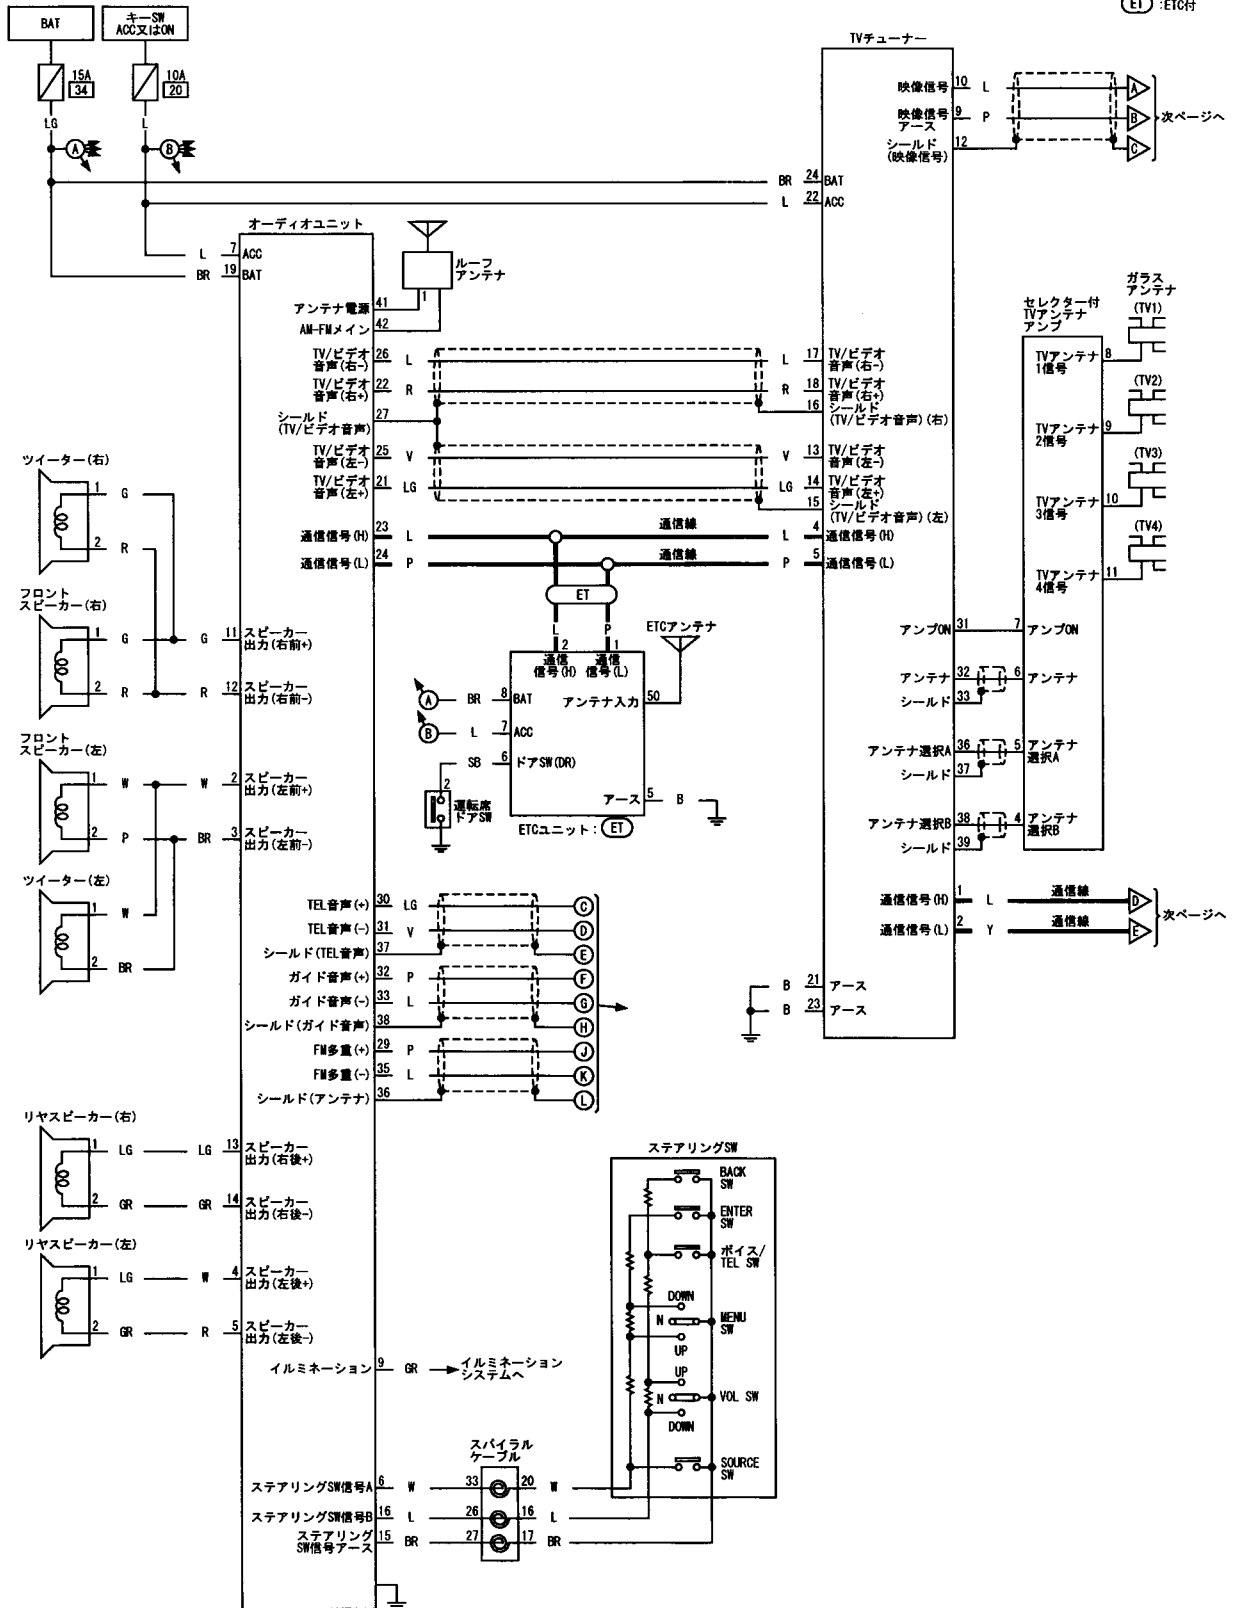 ET :ETC付
BAT
キーSW
ACC又はON
15A
34
10A
20
LG
L
A
B
TVチューナー
映像信号 10 L A
映像信号
アース 9 P B
シールド
(映像信号) 12 C
次ページへ
BR 24 BAT
L 22 ACC
オーディオユニット
L 7 ACC
BR 19 BAT
ルーフ
アンテナ
1
アンテナ電源 41
AM-FMメイン 42
TV/ビデオ
音声(右-) 26 L
L 17 TV/ビデオ
音声(右-)
TV/ビデオ
音声(右+) 22 R
R 18 TV/ビデオ
音声(右+)
シールド
(TV/ビデオ音声) 27
16 シールド
(TV/ビデオ音声)(右)
TV/ビデオ
音声(左-) 25 V
V 13 TV/ビデオ
音声(左-)
TV/ビデオ
音声(左+) 21 LG
LG 14 TV/ビデオ
音声(左+)
15 シールド
(TV/ビデオ音声)(左)
通信信号(H) 23 L 通信線 L 4 通信信号(H)
通信信号(L) 24 P 通信線 P 5 通信信号(L)
ガラス
アンテナ
セレクター付
TVアンテナ
アンプ
(TV1)
TVアンテナ
1信号 8
(TV2)
TVアンテナ
2信号 9
(TV3)
TVアンテナ
3信号 10
(TV4)
TVアンテナ
4信号 11
アンプON 31 7 アンプON
アンテナ 32 6 アンテナ
シールド 33
アンテナ選択A 36 5 アンテナ
選択A
シールド 37
アンテナ選択B 38 4 アンテナ
選択B
シールド 39
通信信号(H) 1 L 通信線 D
通信信号(L) 2 Y 通信線 E
次ページへ
B 21 アース
B 23 アース
ET
L P
2 1
通信
信号(H)
通信
信号(L)
ETCアンテナ
アンテナ入力 50
A BR 8 BAT
B L 7 ACC
SB 6 ドアSW(DR)
2
運転席
ドアSW
アース 5 B
ETCユニット: ET
ツイーター(右)
1 G
2 R
フロント
スピーカー(右)
1 G G 11 スピーカー
出力(右前+)
2 R R 12 スピーカー
出力(右前-)
フロント
スピーカー(左)
1 W W 2 スピーカー
出力(左前+)
2 P BR 3 スピーカー
出力(左前-)
ツイーター(左)
1 W
2 BR
TEL音声(+) 30 LG C
TEL音声(-) 31 V D
シールド(TEL音声) 37 E
ガイド音声(+) 32 P F
ガイド音声(-) 33 L G
シールド(ガイド音声) 38 H
FM多重(+) 29 P J
FM多重(-) 35 L K
シールド(アンテナ) 36 L
リヤスピーカー(右)
1 LG LG 13 スピーカー
出力(右後+)
2 GR GR 14 スピーカー
出力(右後-)
リヤスピーカー(左)
1 LG W 4 スピーカー
出力(左後+)
2 GR R 5 スピーカー
出力(左後-)
イルミネーション 9 GR イルミネーション
システムへ
ステアリングSW
BACK
SW
ENTER
SW
ボイス/
TEL SW
DOWN
N MENU
SW
UP
UP
N VOL SW
DOWN
SOURCE
SW
スパイラル
ケーブル
ステアリングSW信号A 6 W 33 20 W
ステアリングSW信号B 16 L 26 16 L
ステアリング
SW信号アース 15 BR 27 17 BR